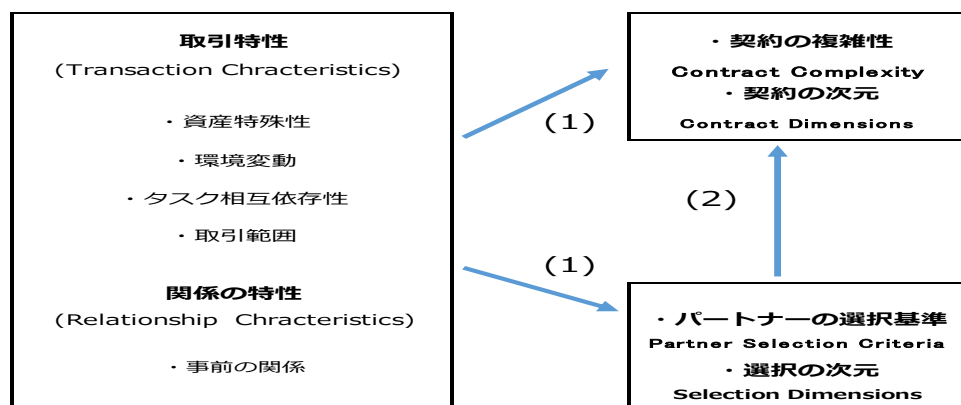 取引特性
(Transaction Chracteristics)
・資産特殊性
・環境変動
・タスク相互依存性
・取引範囲
関係の特性
(Relationship Chracteristics)
・事前の関係
(1)
(1)
(2)
・契約の複雑性
Contract Complexity
・契約の次元
Contract Dimensions
・パートナーの選択基準
Partner Selection Criteria
・選択の次元
Selection Dimensions